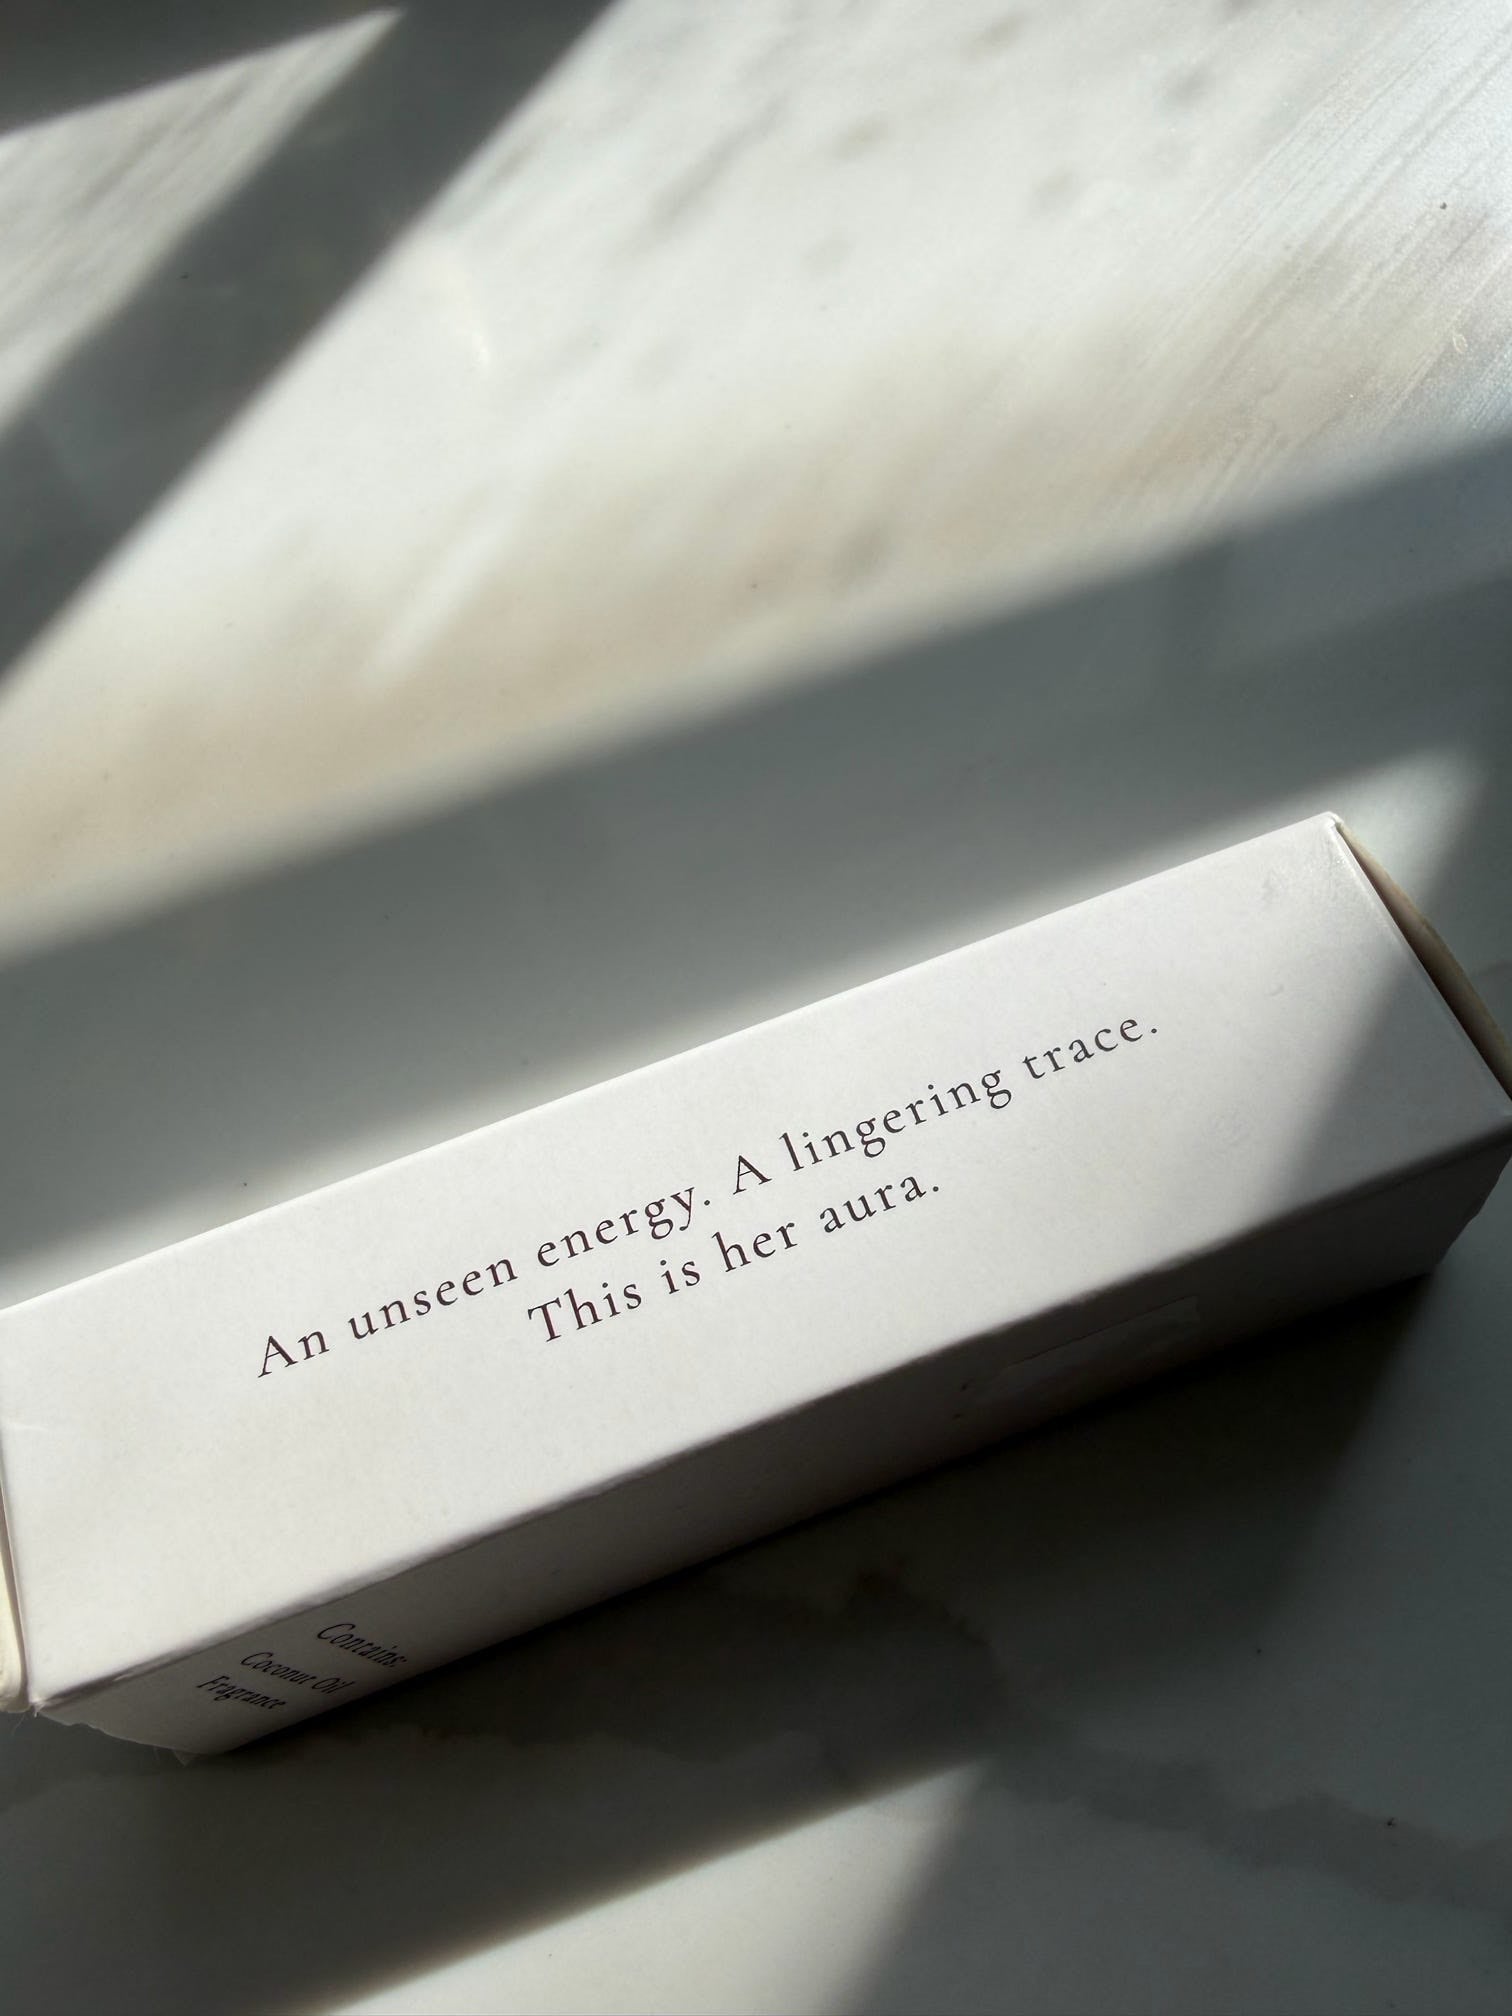 An unseen energy. A lingering trace.
This is her aura.
Contains:
Coconut Oil
Fragrance